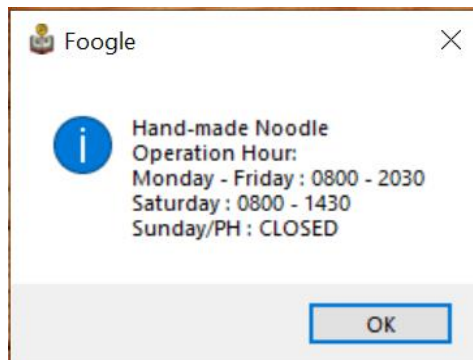 Foogle
Hand-made Noodle
Operation Hour:
Monday - Friday : 0800 - 2030
Saturday : 0800 - 1430
Sunday/PH : CLOSED
OK